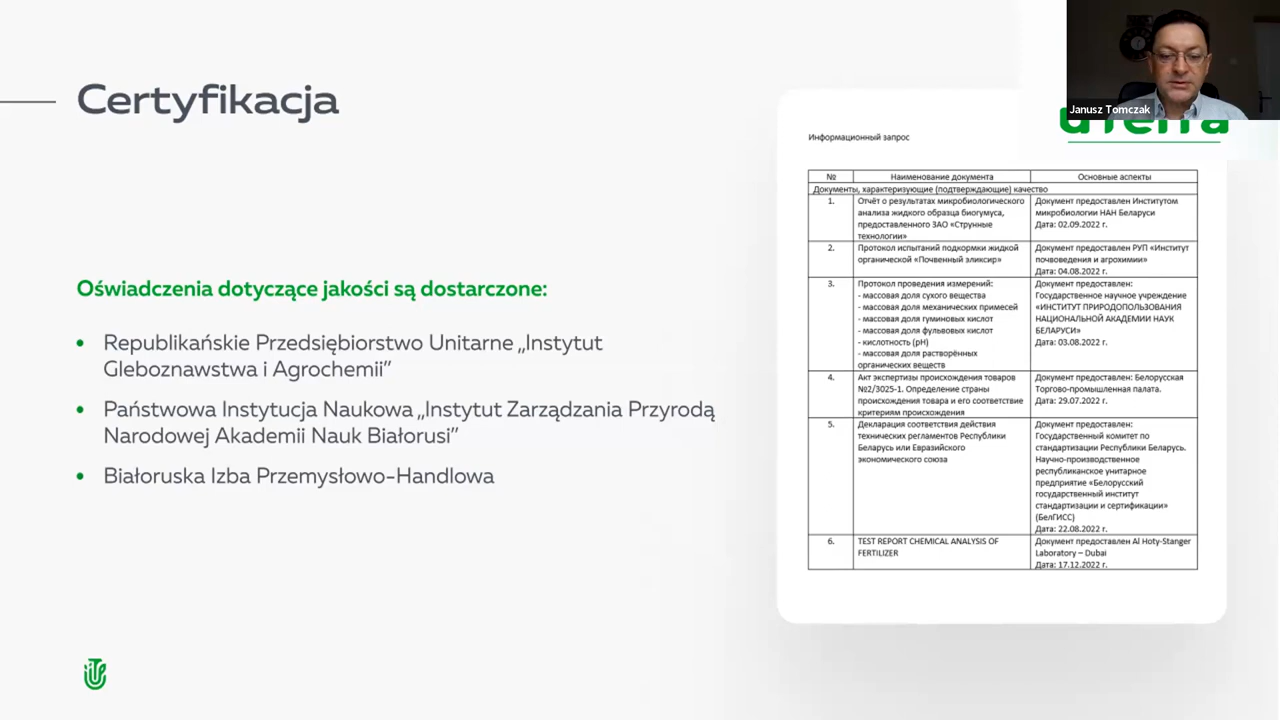 Certyfikacja
Oświadczenia dotyczące jakości są dostarczone:
• Republikańskie Przedsiębiorstwo Unitarne „Instytut
Gleboznawstwa i Agrochemii”
• Państwowa Instytucja Naukowa „Instytut Zarządzania Przyrodą
Narodowej Akademii Nauk Białorusi”
• Białoruska Izba Przemysłowo-Handlowa
Janusz Tomczak
Информационный запрос
№ Наименование документа Основные аспекты
Документы, характеризующие (подтверждающие) качество
1. Отчёт о результатах микробиологического Документ предоставлен Институтом
анализа жидкого образца биогумуса, микробиологии НАН Беларуси
предоставленного ЗАО «Струнные Дата: 02.09.2022 г.
технологии»
2. Протокол испытаний подкормки жидкой Документ предоставлен РУП «Институт
органической «Почвенный эликсир» почвоведения и агрохимии»
Дата: 04.08.2022 г.
3. Протокол проведения измерений: Документ предоставлен:
- массовая доля сухого вещества Государственное научное учреждение
- массовая доля механических примесей «ИНСТИТУТ ПРИРОДОПОЛЬЗОВАНИЯ
- массовая доля гуминовых кислот НАЦИОНАЛЬНОЙ АКАДЕМИИ НАУК
- массовая доля фульвовых кислот БЕЛАРУСИ»
- кислотность (pH) Дата: 03.08.2022 г.
- массовая доля растворённых
органических веществ
4. Акт экспертизы происхождения товаров Документ предоставлен: Белорусская
№2/3025-1. Определение страны Торгово-промышленная палата.
происхождения товара и его соответствие Дата: 29.07.2022 г.
критериям происхождения
5. Декларация соответствия действия Документ предоставлен:
технических регламентов Республики Государственный комитет по
Беларусь или Евразийского стандартизации Республики Беларусь.
экономического союза Научно-производственное
республиканское унитарное
предприятие «Белорусский
государственный институт
стандартизации и сертификации»
(БелГИСС)
Дата: 22.08.2022 г.
6. TEST REPORT CHEMICAL ANALYSIS OF Документ предоставлен Al Hoty-Stanger
FERTILIZER Laboratory – Dubai
Дата: 17.12.2022 г.